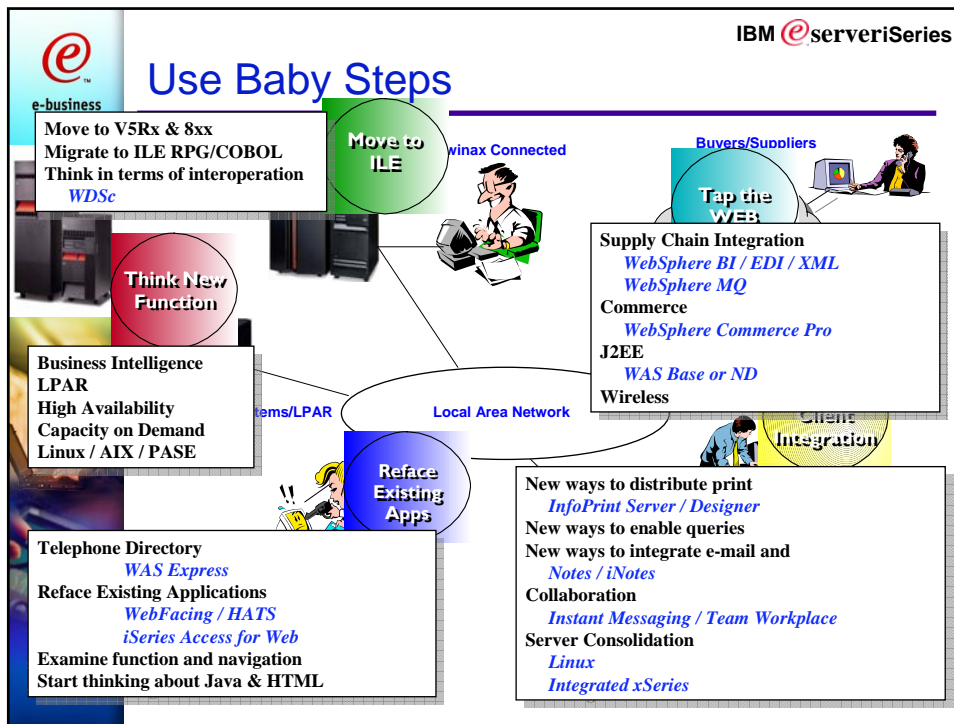 IBM e serveriSeries
e
TM
e-business
Use Baby Steps
Move to V5Rx & 8xx
Migrate to ILE RPG/COBOL
Think in terms of interoperation
WDSc
Move to
ILE
winax Connected
Buyers/Suppliers
Tap the
WEB
Supply Chain Integration
WebSphere BI / EDI / XML
WebSphere MQ
Commerce
WebSphere Commerce Pro
J2EE
WAS Base or ND
Wireless
Think New
Function
Business Intelligence
LPAR
High Availability
Capacity on Demand
Linux / AIX / PASE
tems/LPAR
Local Area Network
Client
Integration
New ways to distribute print
InfoPrint Server / Designer
New ways to enable queries
New ways to integrate e-mail and
Notes / iNotes
Collaboration
Instant Messaging / Team Workplace
Server Consolidation
Linux
Integrated xSeries
!!
Reface
Existing
Apps
Telephone Directory
WAS Express
Reface Existing Applications
WebFacing / HATS
iSeries Access for Web
Examine function and navigation
Start thinking about Java & HTML